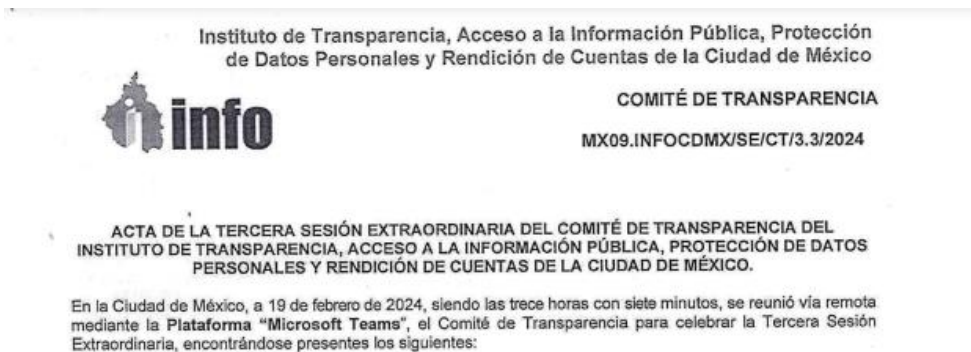 Instituto de Transparencia, Acceso a la Información Pública, Protección
de Datos Personales y Rendición de Cuentas de la Ciudad de México
info
COMITÉ DE TRANSPARENCIA
MX09.INFOCDMX/SE/CT/3.3/2024
ACTA DE LA TERCERA SESIÓN EXTRAORDINARIA DEL COMITÉ DE TRANSPARENCIA DEL
INSTITUTO DE TRANSPARENCIA, ACCESO A LA INFORMACIÓN PÚBLICA, PROTECCIÓN DE DATOS
PERSONALES Y RENDICIÓN DE CUENTAS DE LA CIUDAD DE MÉXICO.
En la Ciudad de México, a 19 de febrero de 2024, siendo las trece horas con siete minutos, se reunió vía remota
mediante la Plataforma “Microsoft Teams”, el Comité de Transparencia para celebrar la Tercera Sesión
Extraordinaria, encontrándose presentes los siguientes: